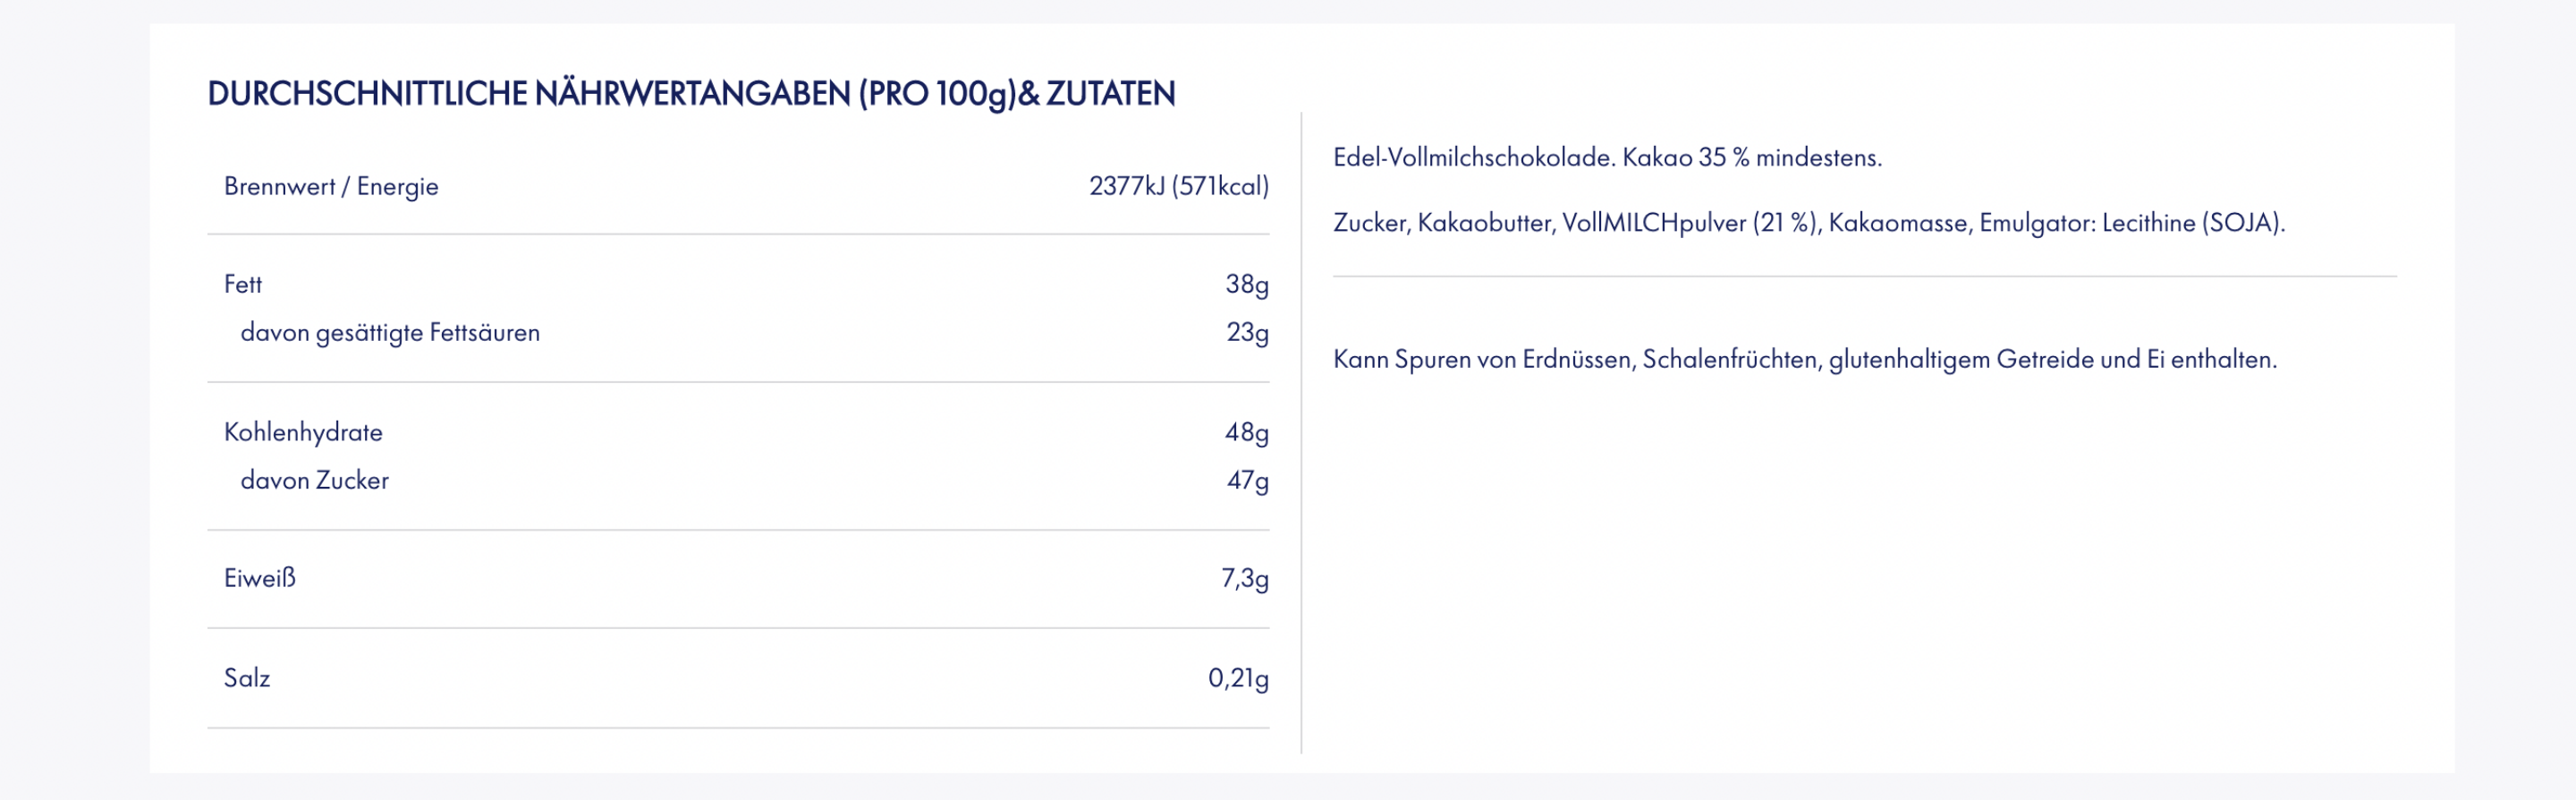 DURCHSCHNITTLICHE NÄHRWERTANGABEN (PRO 100g)& ZUTATEN
Brennwert / Energie 2377kJ (571kcal)
Fett 38g
davon gesättigte Fettsäuren 23g
Kohlenhydrate 48g
davon Zucker 47g
Eiweiß 7,3g
Salz 0,21g
Edel-Vollmilchschokolade. Kakao 35 % mindestens.
Zucker, Kakaobutter, VollMILCHpulver (21 %), Kakaomasse, Emulgator: Lecithine (SOJA).
Kann Spuren von Erdnüssen, Schalenfrüchten, glutenhaltigem Getreide und Ei enthalten.